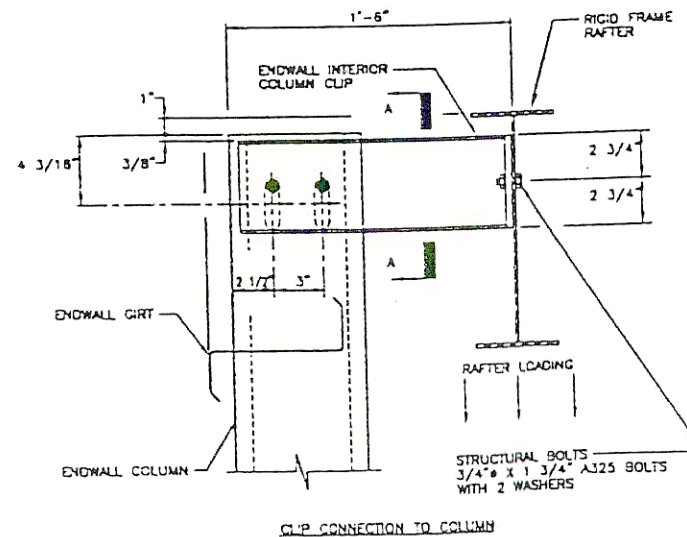 1'-6"
RIGID FRAME
RAFTER
ENDWALL INTERIOR
COLUMN CLIP
1"
A
4 3/16"
3/8"
2 3/4"
2 3/4"
A
2 1/2"
3"
ENDWALL GIRT
RAFTER LOADING
ENDWALL COLUMN
STRUCTURAL BOLTS
3/4"ø X 1 3/4" A325 BOLTS
WITH 2 WASHERS
CLIP CONNECTION TO COLUMN